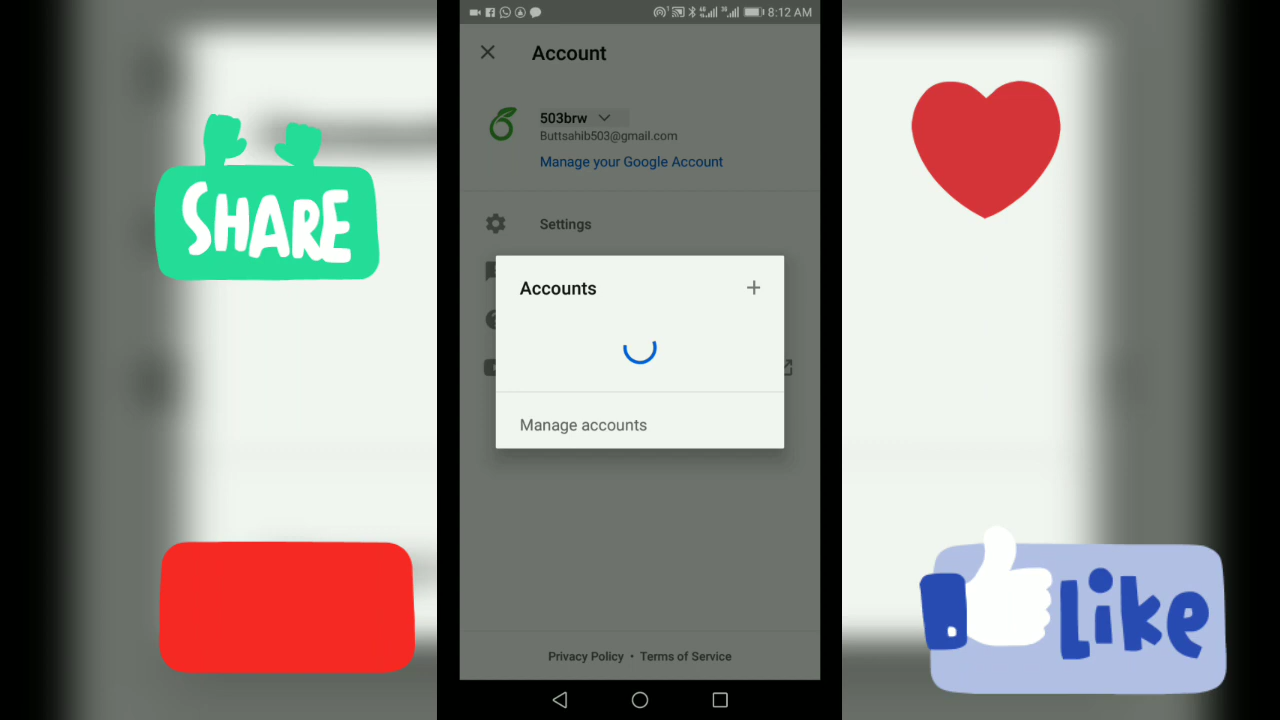 8:12 AM
Account
503brw
Buttsahib503@gmail.com
Manage your Google Account
Settings
Accounts
Manage accounts
Privacy Policy • Terms of Service
SHARE
Like